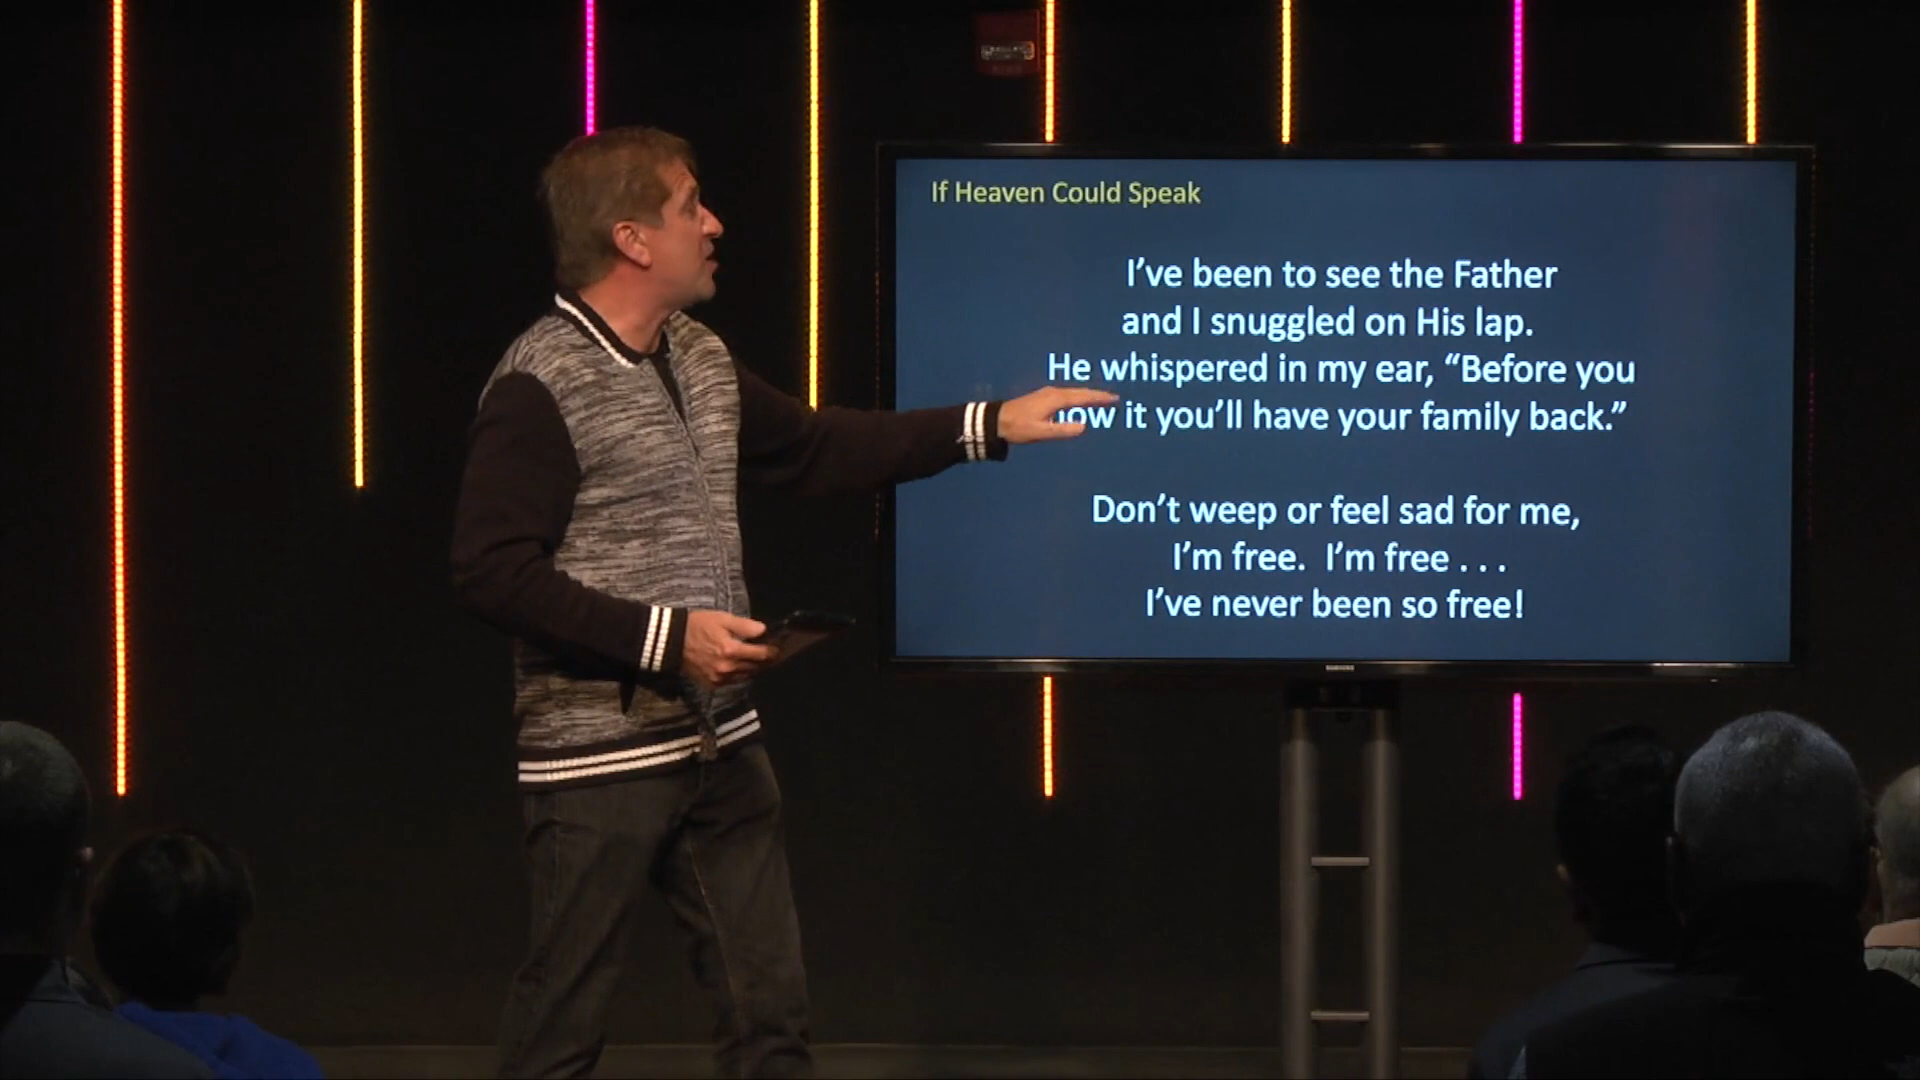 If Heaven Could Speak
I've been to see the Father
and I snuggled on His lap.
He whispered in my ear, “Before you
it you'll have your family back.”
Don't weep or feel sad for me,
I'm free.  I'm free . . .
I've never been so free!
SAMSUNG